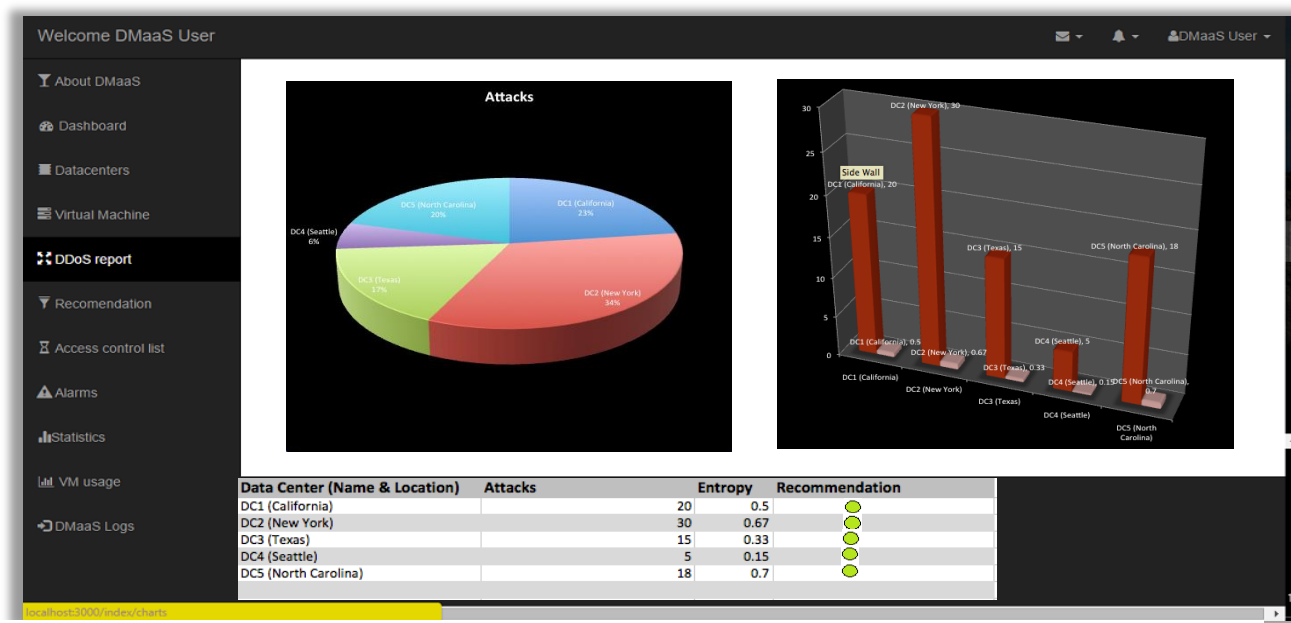 Welcome DMaaS User
DMaaS User
About DMaaS
Dashboard
Datacenters
Virtual Machine
DDoS report
Recomendation
Access control list
Alarms
Statistics
VM usage
DMaaS Logs
Attacks
DC5 (North Carolina)
20%
DC1 (California)
23%
DC4 (Seattle)
6%
DC3 (Texas)
17%
DC2 (New York)
34%
30
25
20
15
10
5
0
DC2 (New York), 30
Side Wall
DC1 (California), 20
DC3 (Texas), 15
DC5 (North Carolina), 18
DC4 (Seattle), 5
DC1 (California), 0.5
DC2 (New York), 0.67
DC3 (Texas), 0.33
DC4 (Seattle), 0.15
DC5 (North Carolina),
0.7
DC1 (California)
DC2 (New York)
DC3 (Texas)
DC4 (Seattle)
DC5 (North
Carolina)
Data Center (Name & Location) Attacks Entropy Recommendation
DC1 (California) 20 0.5
DC2 (New York) 30 0.67
DC3 (Texas) 15 0.33
DC4 (Seattle) 5 0.15
DC5 (North Carolina) 18 0.7
localhost:3000/index/charts